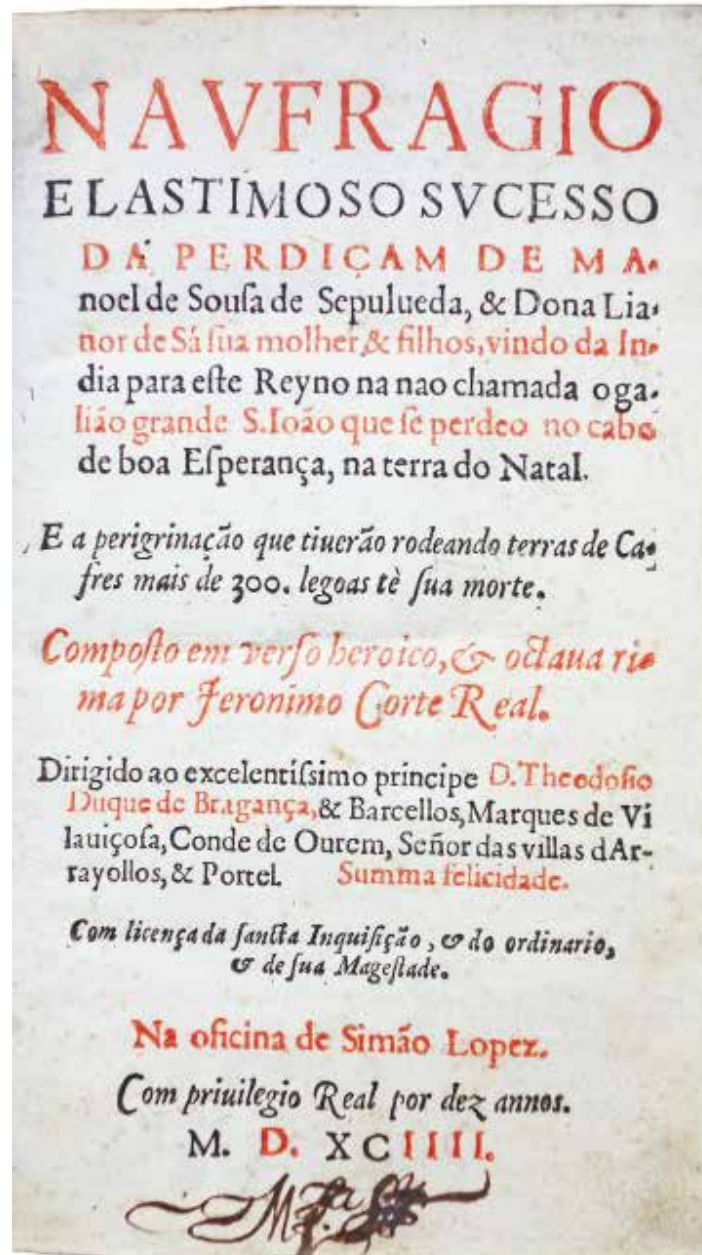 NAVFRAGIO
E LASTIMOSO SVCESSO
DA PERDIÇAM DE MA-
noel de Souſa de Sepulueda, & Dona Lia-
nor de Sá ſua molher, & filhos, vindo da In-
dia para eſte Reyno na nao chamada o ga-
lião grande S. Ioão que ſe perdeo no cabo
de boa Eſperança, na terra do Natal.
E a perigrinação que tiuerão rodeando terras de Ca-
fres mais de 300. legoas tè ſua morte.
Compoſto em verſo heroico, & octaua ri-
ma por Jeronimo Corte Real.
Dirigido ao excelentiſsimo principe D. Theodoſio
Duque de Bragança, & Barcellos, Marques de Vi
lauiçoſa, Conde de Ourem, Señor das villas dAr-
rayollos, & Portel. Summa felicidade.
Com licença da ſancta Inquiſição, & do ordinario,
& de ſua Mageſtade.
Na oficina de Simão Lopez.
Com priuilegio Real por dez annos.
M. D. XCIIII.